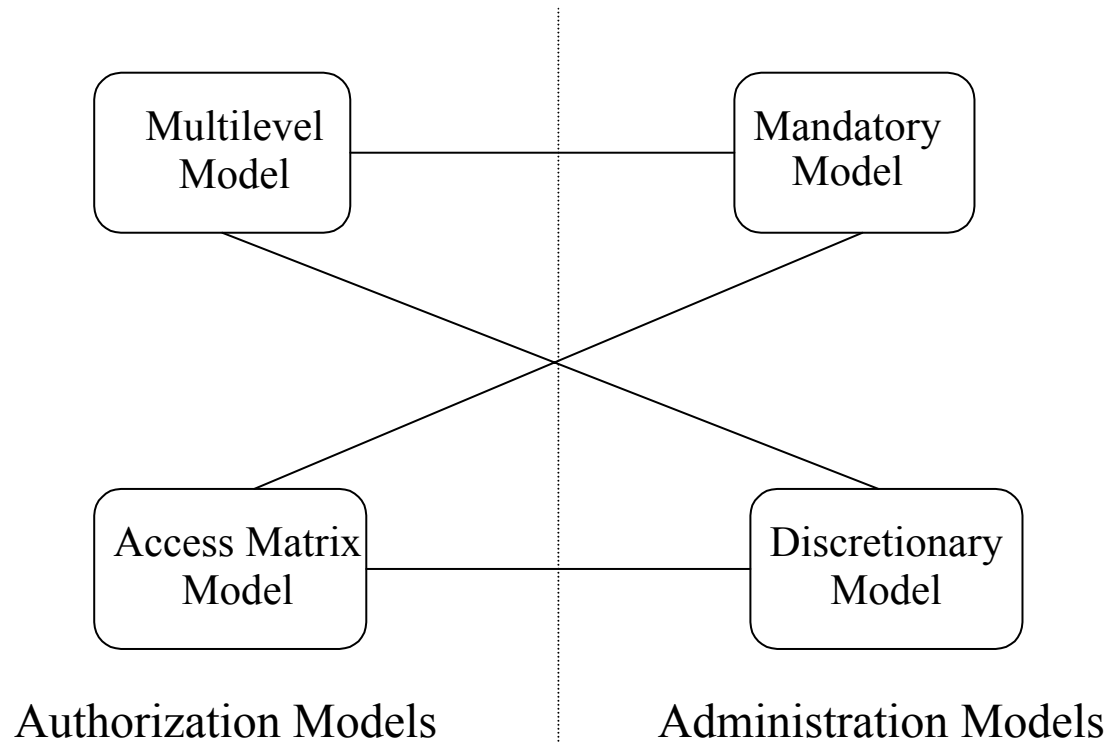 Multilevel
Model
Mandatory
Model
Access Matrix
Model
Discretionary
Model
Authorization Models
Administration Models